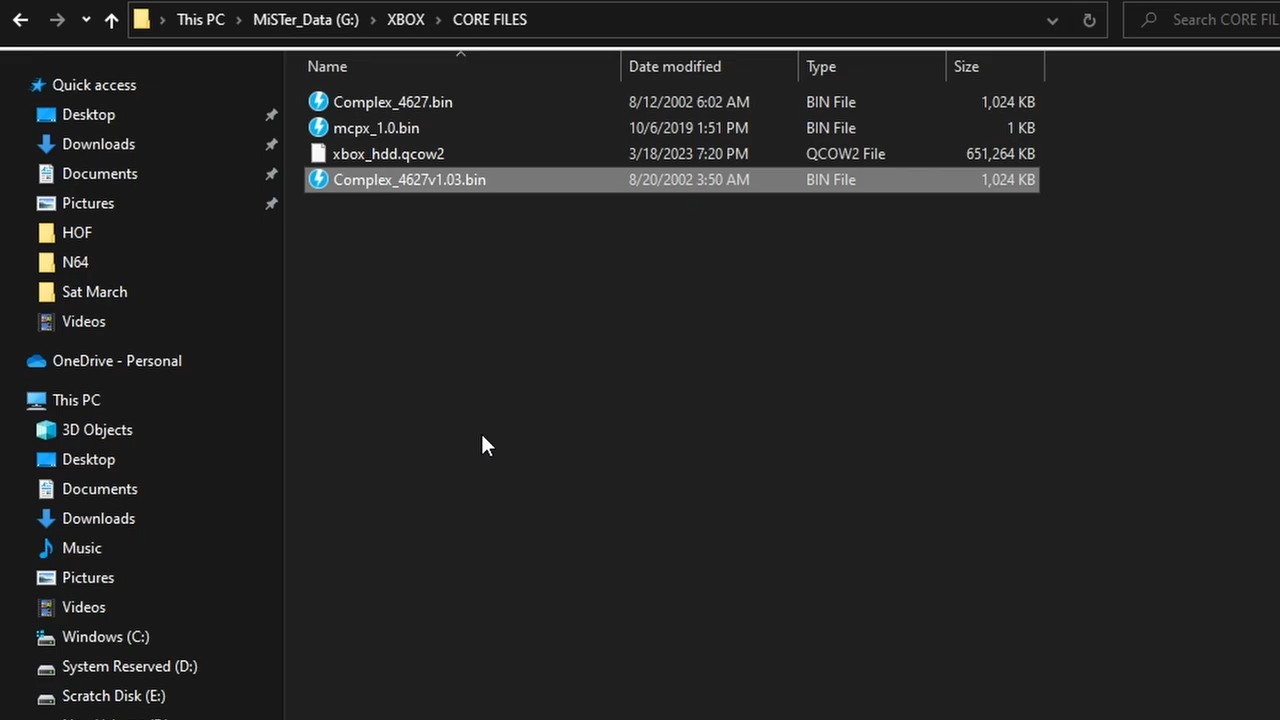 This PC > MiSTer_Data (G:) > XBOX > CORE FILES
Search CORE FIL
Name Date modified Type Size
Complex_4627.bin 8/12/2002 6:02 AM BIN File 1,024 KB
mcpx_1.0.bin 10/6/2019 1:51 PM BIN File 1 KB
xbox_hdd.qcow2 3/18/2023 7:20 PM QCOW2 File 651,264 KB
Complex_4627v1.03.bin 8/20/2002 3:50 AM BIN File 1,024 KB
Quick access
Desktop
Downloads
Documents
Pictures
HOF
N64
Sat March
Videos
OneDrive - Personal
This PC
3D Objects
Desktop
Documents
Downloads
Music
Pictures
Videos
Windows (C:)
System Reserved (D:)
Scratch Disk (E:)